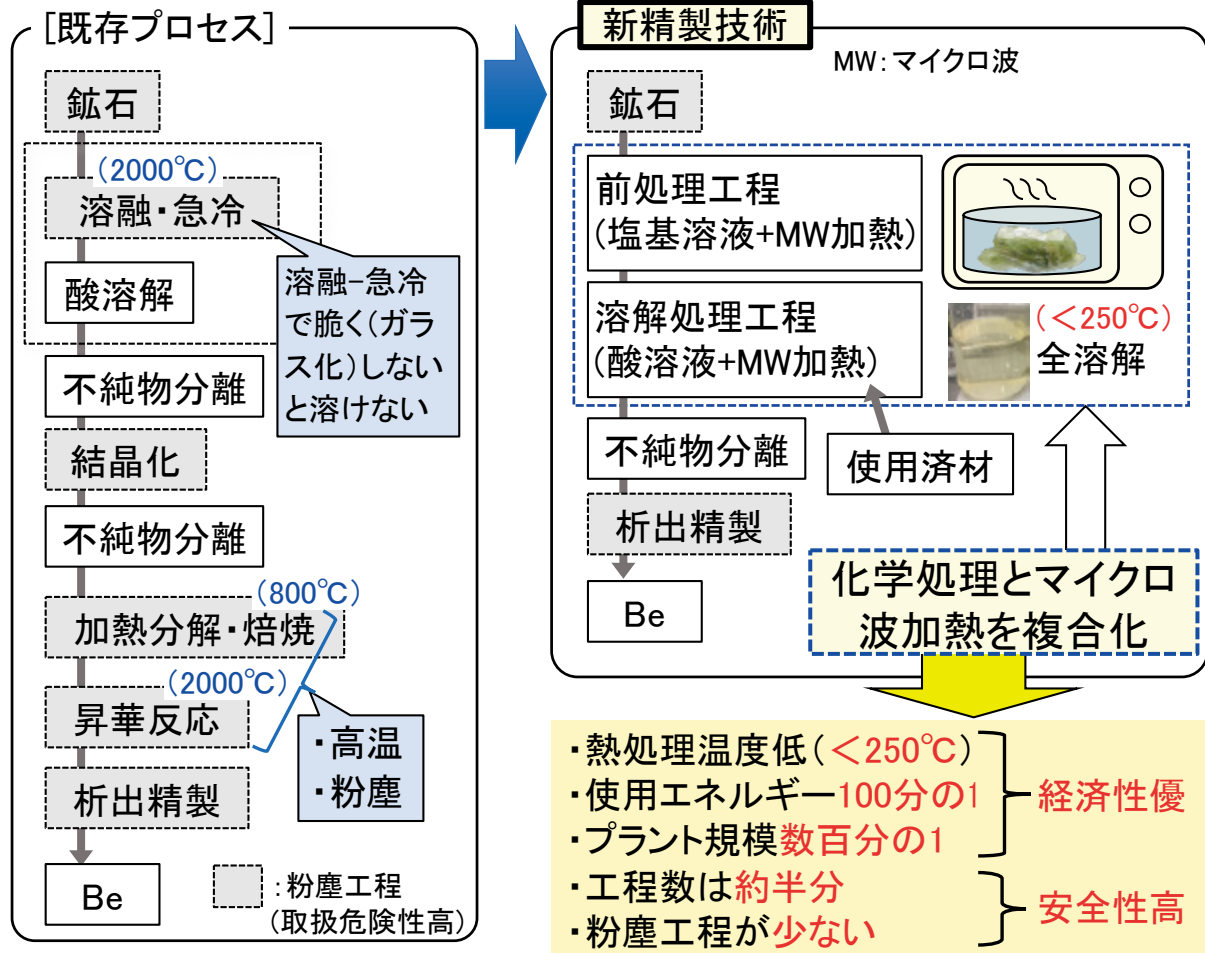 [既存プロセス]
鉱石
(2000℃)
溶融・急冷
酸溶解
溶融-急冷
で脆く(ガラ
ス化)しない
と溶けない
不純物分離
結晶化
不純物分離
(800℃)
加熱分解・焙焼
(2000℃)
昇華反応
・高温
・粉塵
析出精製
Be
:粉塵工程
(取扱危険性高)
新精製技術
MW:マイクロ波
鉱石
前処理工程
(塩基溶液+MW加熱)
溶解処理工程
(酸溶液+MW加熱)
(<250℃)
全溶解
不純物分離
使用済材
析出精製
Be
化学処理とマイクロ
波加熱を複合化
・熱処理温度低(<250℃)
・使用エネルギー100分の1
・プラント規模数百分の1
経済性優
・工程数は約半分
・粉塵工程が少ない
安全性高